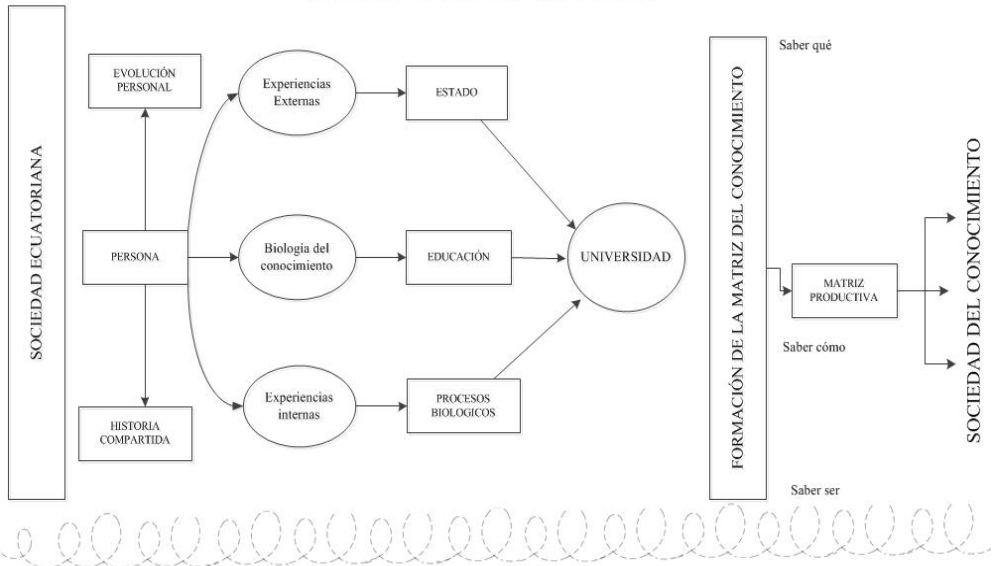 SOCIEDAD ECUATORIANA
EVOLUCIÓN
PERSONAL
PERSONA
HISTORIA
COMPARTIDA
Experiencias
Externas
Biología del
conocimiento
Experiencias
internas
ESTADO
EDUCACIÓN
PROCESOS
BIOLOGICOS
UNIVERSIDAD
FORMACIÓN DE LA MATRIZ DEL CONOCIMIENTO
Saber qué
MATRIZ
PRODUCTIVA
Saber cómo
Saber ser
SOCIEDAD DEL CONOCIMIENTO